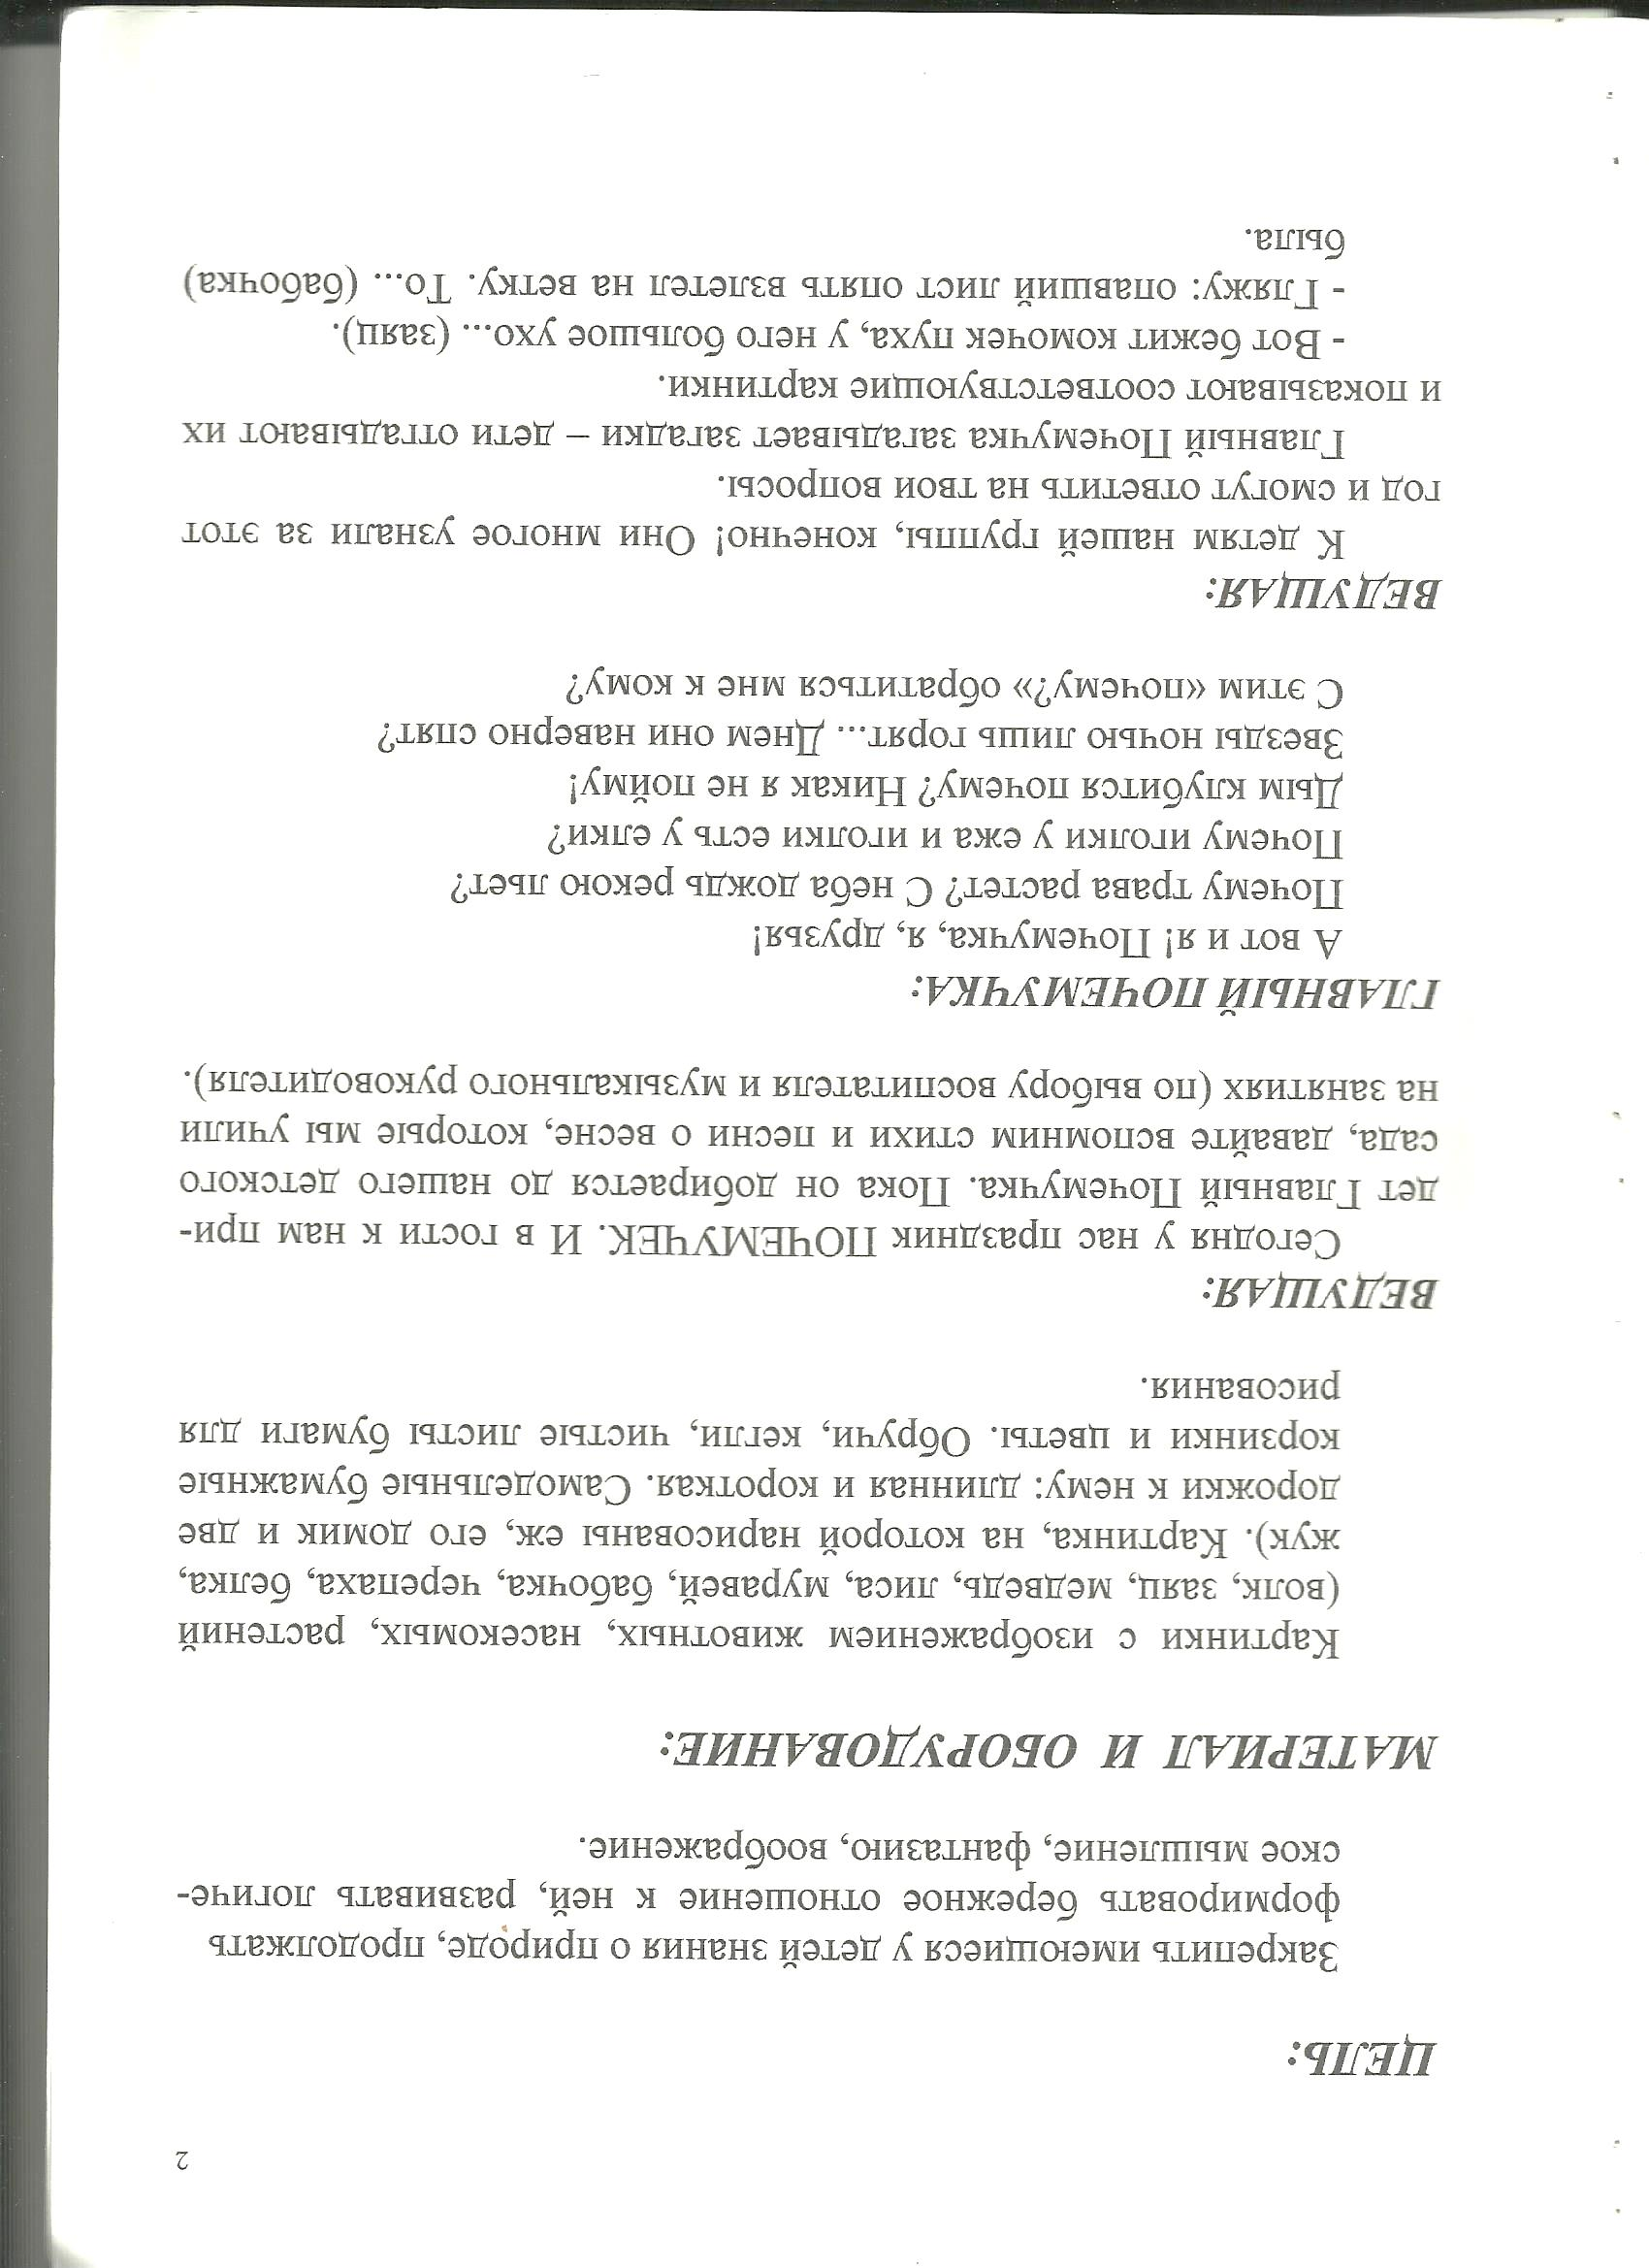 2
ЦЕЛЬ:
Закрепить имеющиеся у детей знания о природе, продолжать
формировать бережное отношение к ней, развивать логиче-
ское мышление, фантазию, воображение.
МАТЕРИАЛ И ОБОРУДОВАНИЕ:
Картинки с изображением животных, насекомых, растений
(волк, заяц, медведь, лиса, муравей, бабочка, черепаха, белка,
жук). Картинка, на которой нарисованы еж, его домик и две
дорожки к нему: длинная и короткая. Самодельные бумажные
корзинки и цветы. Обручи, кегли, чистые листы бумаги для
рисования.
ВЕДУЩАЯ:
Сегодня у нас праздник ПОЧЕМУЧЕК. И в гости к нам при-
дет Главный Почемучка. Пока он добирается до нашего детского
сада, давайте вспомним стихи и песни о весне, которые мы учили
на занятиях (по выбору воспитателя и музыкального руководителя).
ГЛАВНЫЙ ПОЧЕМУЧКА:
А вот и я! Почемучка, я, друзья!
Почему трава растет? С неба дождь рекою льет?
Почему иголки у ежа и иголки есть у елки?
Дым клубится почему? Никак я не пойму!
Звезды ночью лишь горят... Днем они наверно спят?
С этим «почему?» обратиться мне к кому?
ВЕДУЩАЯ:
К детям нашей группы, конечно! Они многое узнали за этот
год и смогут ответить на твои вопросы.
Главный Почемучка загадывает загадки – дети отгадывают их
и показывают соответствующие картинки.
- Вот бежит комочек пуха, у него большое ухо... (заяц).
- Гляжу: опавший лист опять взлетел на ветку. То... (бабочка)
была.